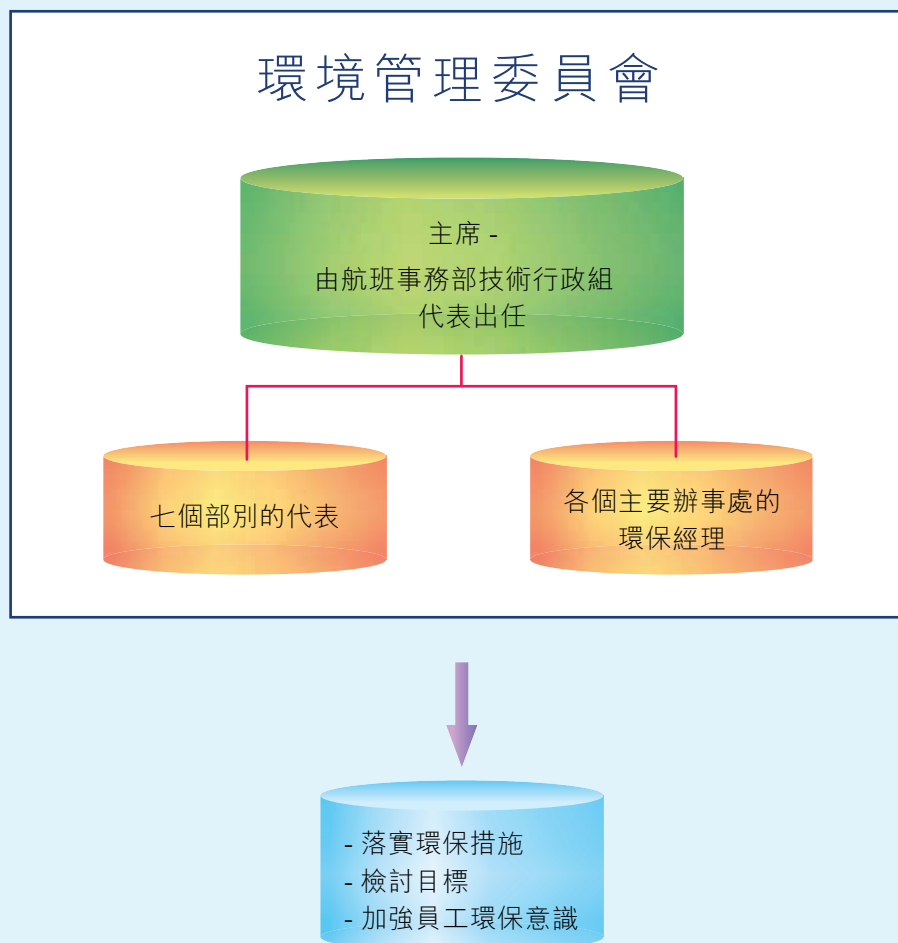 環境管理委員會
主席 -
由航班事務部技術行政組
代表出任
七個部別的代表
各個主要辦事處的
環保經理
- 落實環保措施
- 檢討目標
- 加強員工環保意識